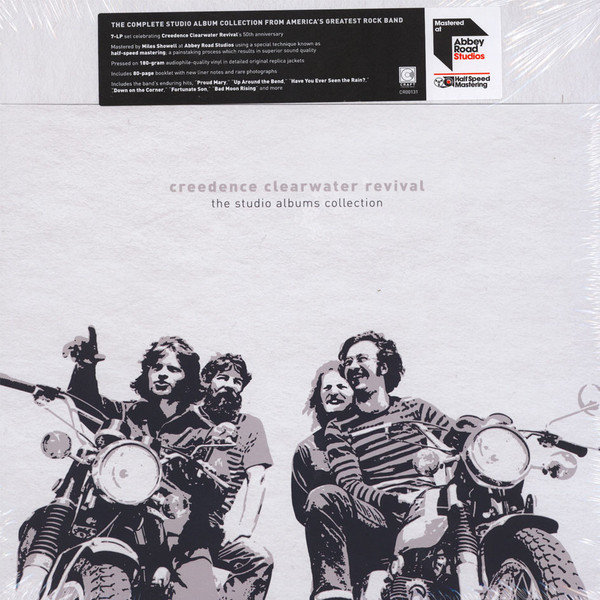 THE COMPLETE STUDIO ALBUM COLLECTION FROM AMERICA'S GREATEST ROCK BAND
7-LP set celebrating Creedence Clearwater Revival's 50th anniversary
Mastered by Miles Showell at Abbey Road Studios using a special technique known as
half-speed mastering; a painstaking process which results in superior sound quality
Pressed on 180-gram audiophile-quality vinyl in detailed original replica jackets
Includes 80-page booklet with new liner notes and rare photographs
Includes the band's enduring hits, "Proud Mary," "Up Around the Bend," "Have You Ever Seen the Rain?,"
"Down on the Corner," "Fortunate Son," "Bad Moon Rising" and more
CRAFT
CR00131
Mastered
at
Abbey
Road
Studios
Half Speed
Mastering
creedence clearwater revival
the studio albums collection